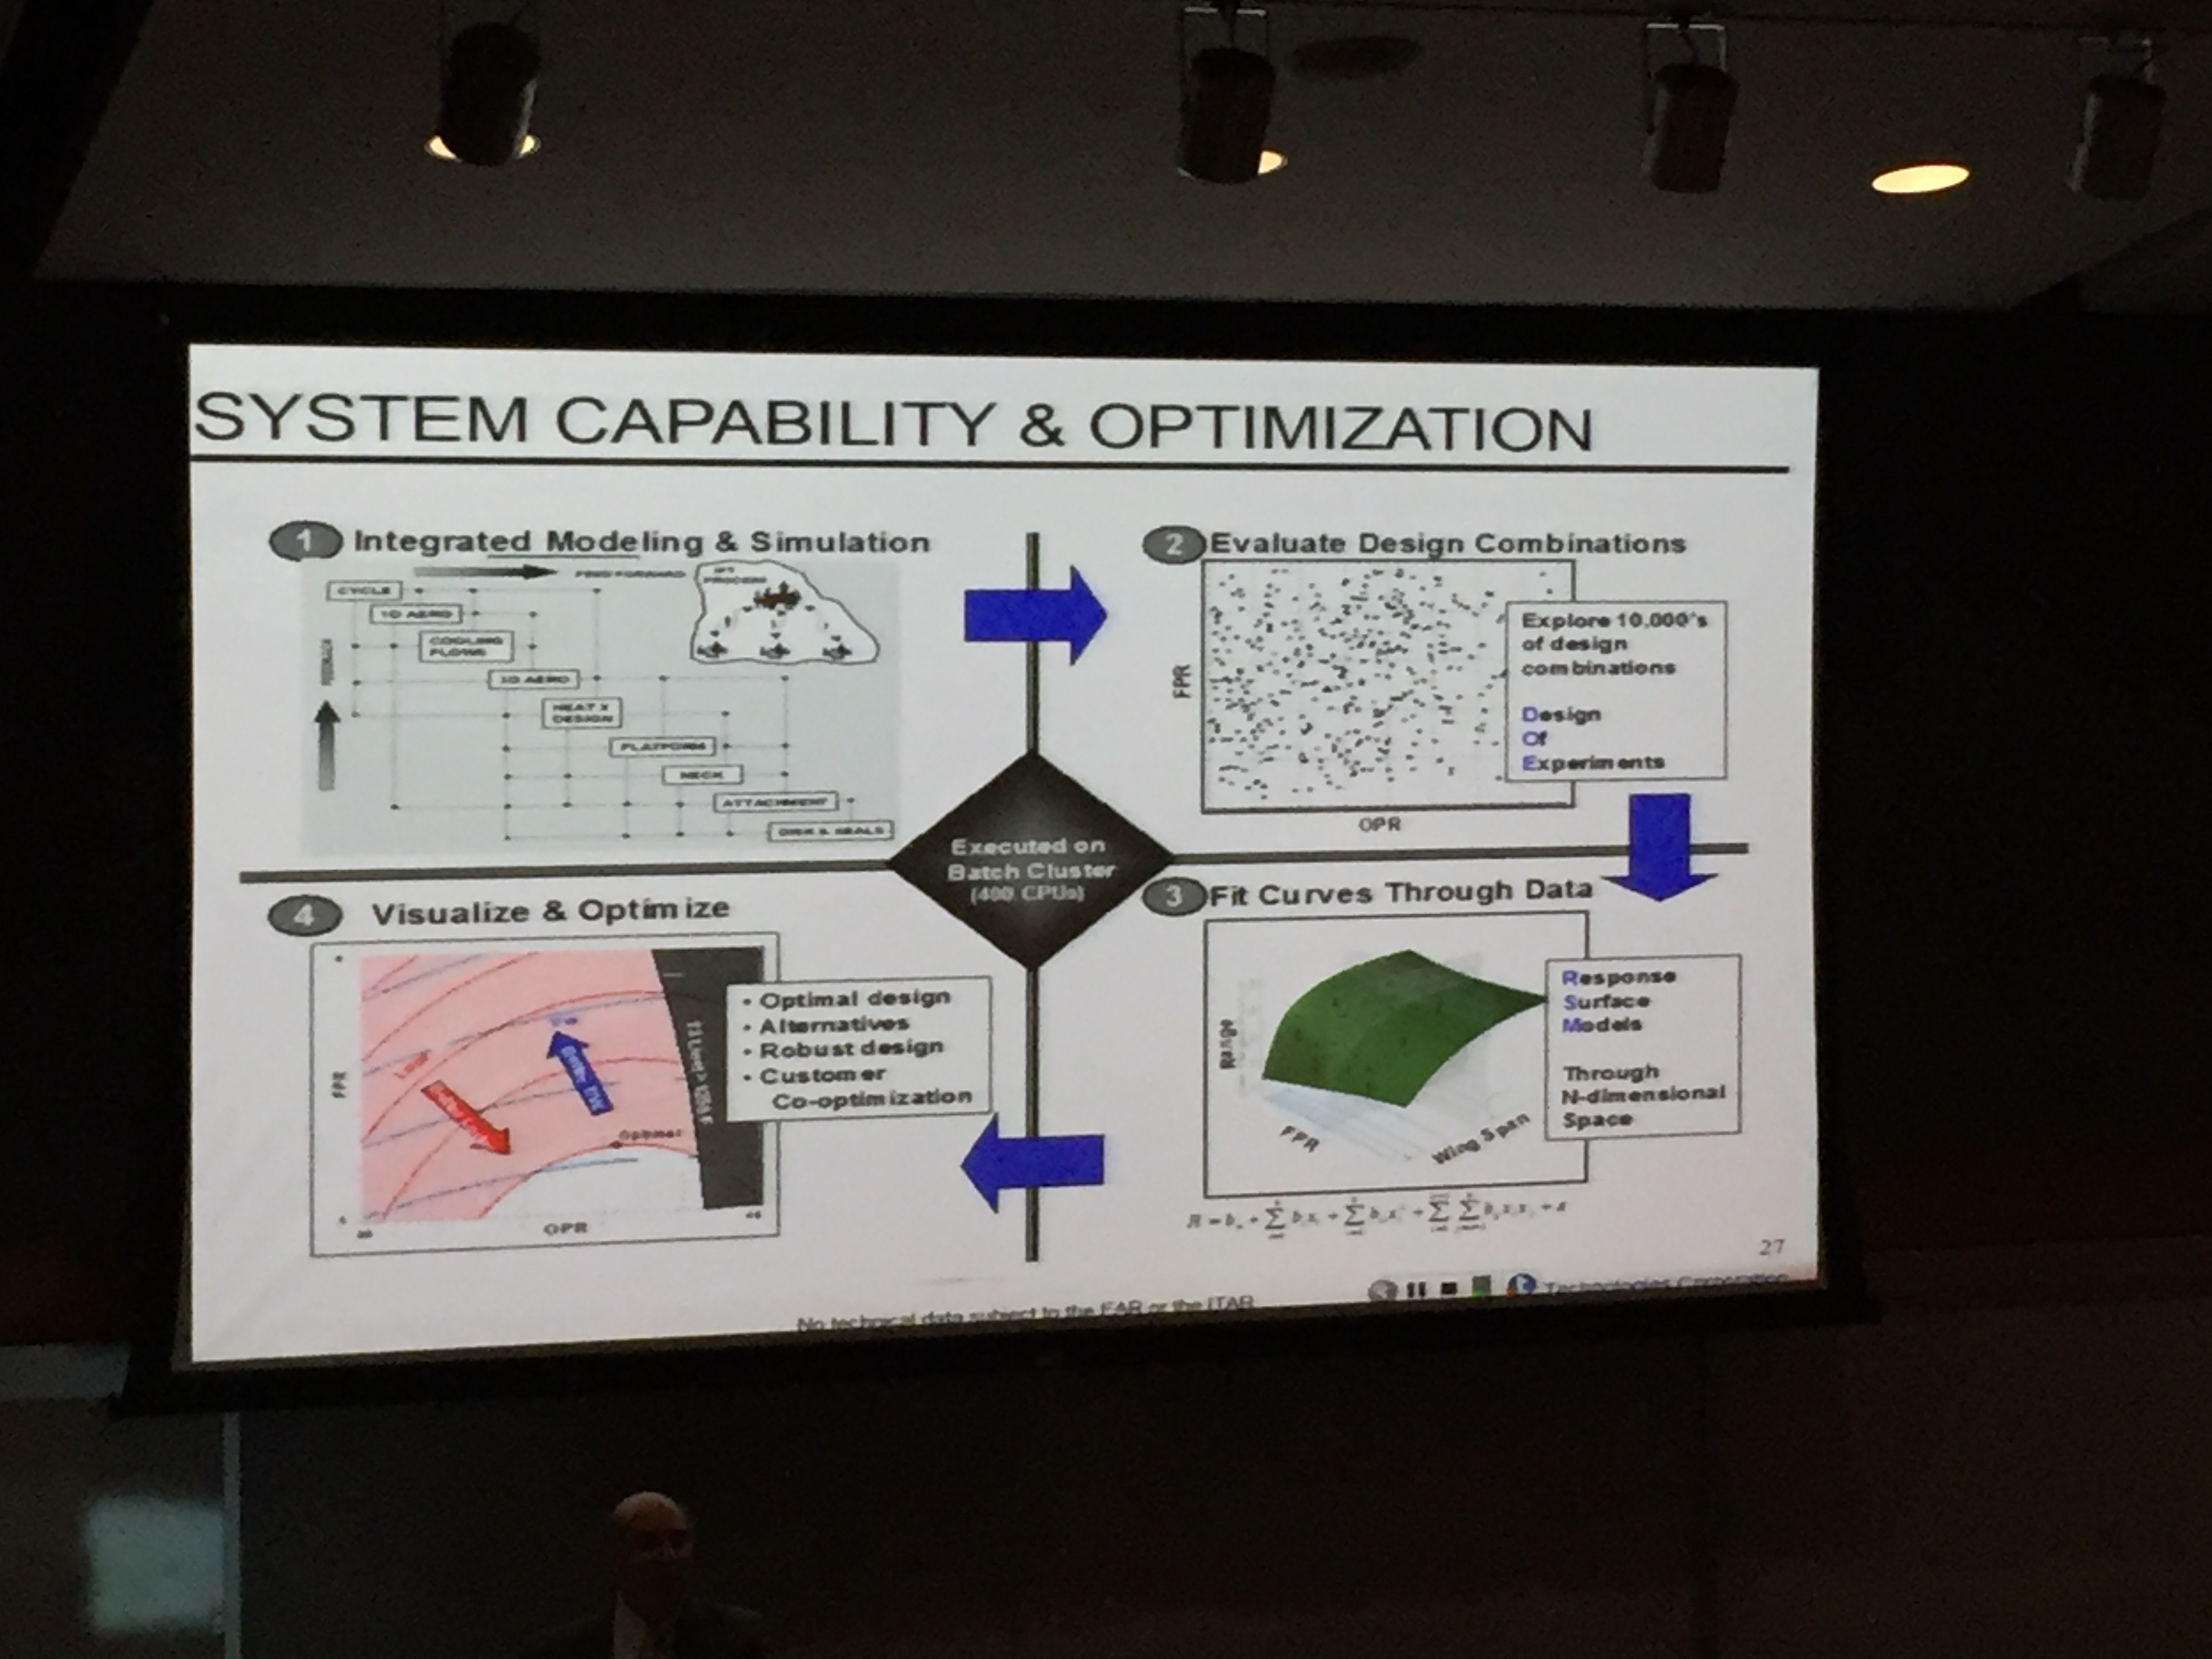 SYSTEM CAPABILITY & OPTIMIZATION
1 Integrated Modeling & Simulation
FEED FORWARD
PROCESS
CYCLE
1D AERO
COOLING
FLOWS
FEEDBACK
3D AERO
HEAT X
DESIGN
PLATFORM
NECK
ATTACHMENT
DISK & SEALS
2 Evaluate Design Combinations
FPR
OPR
Explore 10,000's
of design
combinations
Design
Of
Experiments
Executed on
Batch Cluster
(400 CPUs)
3 Fit Curves Through Data
Range
FPR
Wing Span
Response
Surface
Models
Through
N-dimensional
Space
4 Visualize & Optimize
FPR
OPR
Optimal
• Optimal design
• Alternatives
• Robust design
• Customer
Co-optimization
27
No technical data subject to the EAR or the ITAR
Technologies Corporation